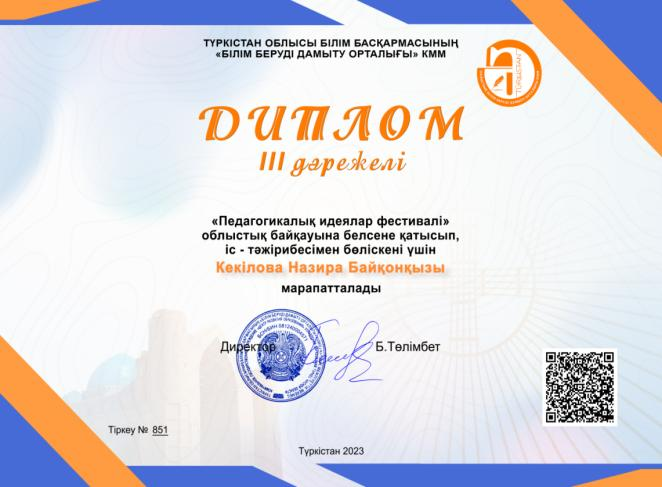 ТҮРКІСТАН ОБЛЫСЫ БІЛІМ БАСҚАРМАСЫНЫҢ
«БІЛІМ БЕРУДІ ДАМЫТУ ОРТАЛЫҒЫ» КММ
ДИПЛОМ
III дәрежелі
«Педагогикалық идеялар фестивалі»
облыстық байқауына белсене қатысып,
іс - тәжірибесімен бөліскені үшін
Кекілова Назира Байқонқызы
марапатталады
Директор Б.Төлімбет
Тіркеу № 851
Түркістан 2023